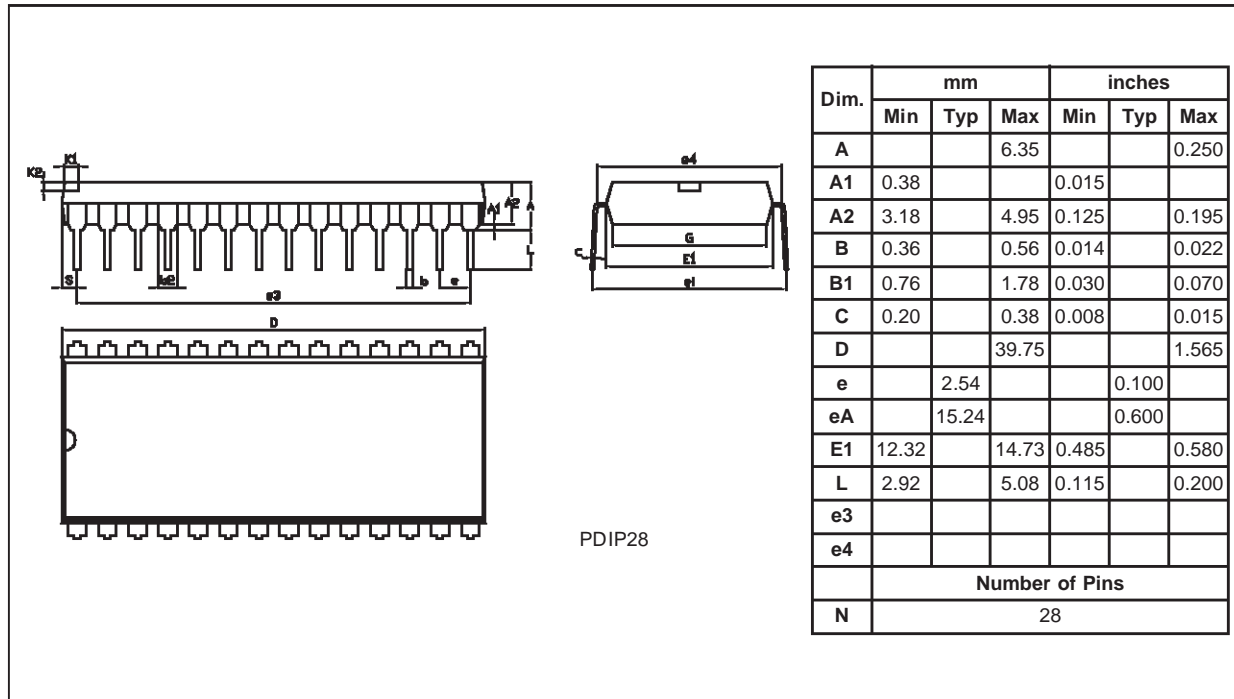 K1
K2
A1
A2
A
L
S
b2
b
e
e3
D
e4
C
G
E1
e1
PDIP28
Dim. mm inches
Min Typ Max Min Typ Max
A 6.35 0.250
A1 0.38 0.015
A2 3.18 4.95 0.125 0.195
B 0.36 0.56 0.014 0.022
B1 0.76 1.78 0.030 0.070
C 0.20 0.38 0.008 0.015
D 39.75 1.565
e 2.54 0.100
eA 15.24 0.600
E1 12.32 14.73 0.485 0.580
L 2.92 5.08 0.115 0.200
e3
e4
Number of Pins
N 28